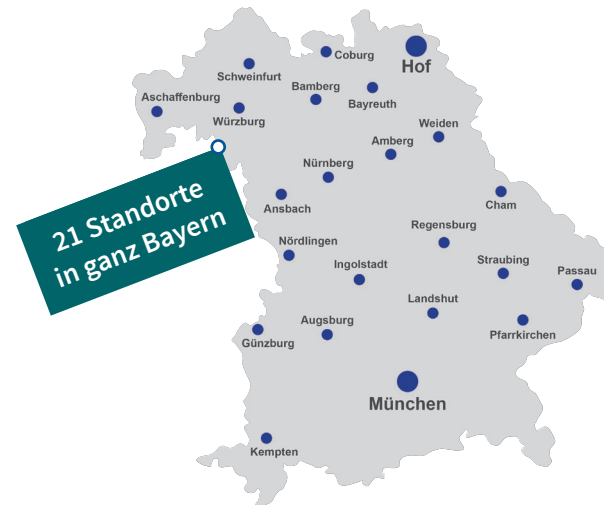 Coburg
Hof
Schweinfurt
Bamberg
Aschaffenburg
Bayreuth
Würzburg
Weiden
Amberg
Nürnberg
21 Standorte
in ganz Bayern
Ansbach
Cham
Regensburg
Nördlingen
Straubing
Ingolstadt
Passau
Landshut
Augsburg
Günzburg
Pfarrkirchen
München
Kempten